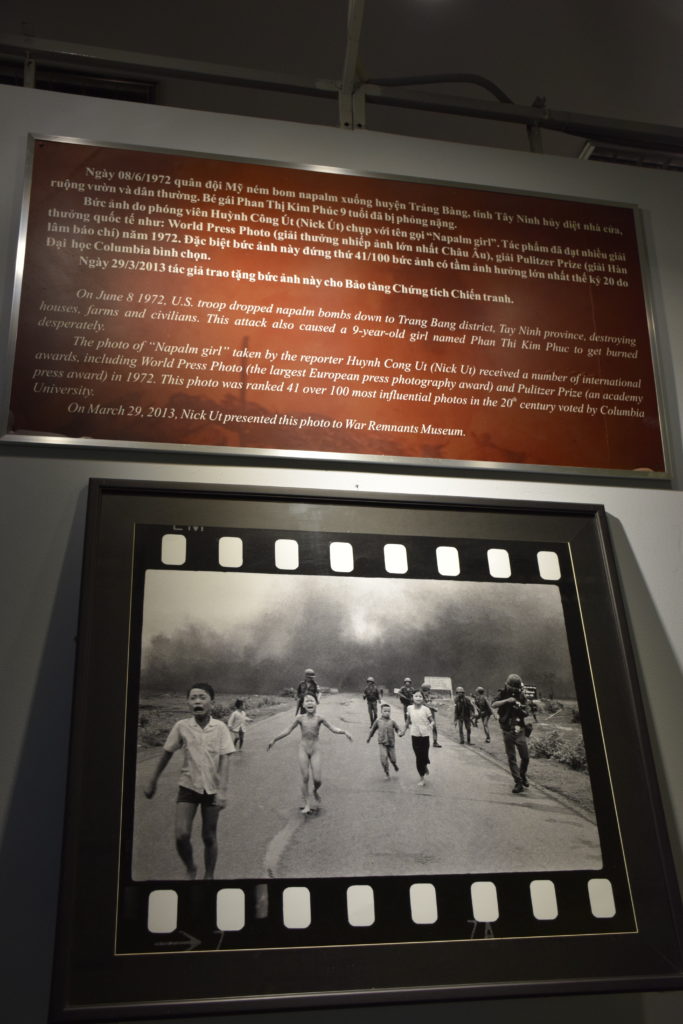 Ngày 08/6/1972 quân đội Mỹ ném bom napalm xuống huyện Trảng Bàng, tỉnh Tây Ninh hủy diệt nhà cửa,
ruộng vườn và dân thường. Bé gái Phan Thị Kim Phúc 9 tuổi đã bị phỏng nặng.
Bức ảnh do phóng viên Huỳnh Công Út (Nick Út) chụp với tên gọi “Napalm girl”. Tác phẩm đã đạt nhiều giải
thưởng quốc tế như: World Press Photo (giải thưởng nhiếp ảnh lớn nhất Châu Âu), giải Pulitzer Prize (giải Hàn
lâm báo chí) năm 1972. Đặc biệt bức ảnh này đứng thứ 41/100 bức ảnh có tầm ảnh hưởng lớn nhất thế kỷ 20 do
Đại học Columbia bình chọn.
Ngày 29/3/2013 tác giả trao tặng bức ảnh này cho Bảo tàng Chứng tích Chiến tranh.
On June 8 1972, U.S. troop dropped napalm bombs down to Trang Bang district, Tay Ninh province, destroying
houses, farms and civilians. This attack also caused a 9-year-old girl named Phan Thi Kim Phuc to get burned
desperately.
The photo of “Napalm girl” taken by the reporter Huynh Cong Ut (Nick Ut) received a number of international
awards, including World Press Photo (the largest European press photography award) and Pulitzer Prize (an academy
press award) in 1972. This photo was ranked 41 over 100 most influential photos in the 20th century voted by Columbia
University.
On March 29, 2013, Nick Ut presented this photo to War Remnants Museum.
7
7A